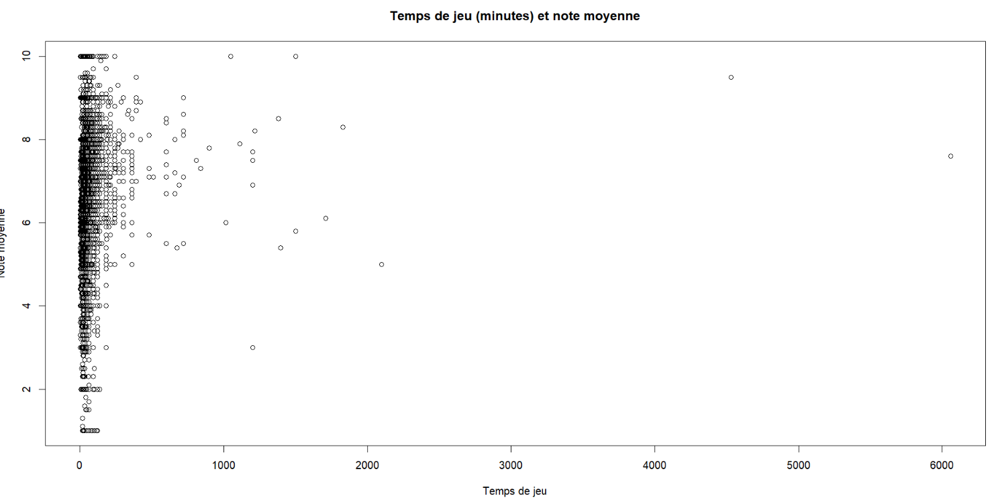 Temps de jeu (minutes) et note moyenne
Note moyenne
10
8
6
4
2
0 1000 2000 3000 4000 5000 6000
Temps de jeu